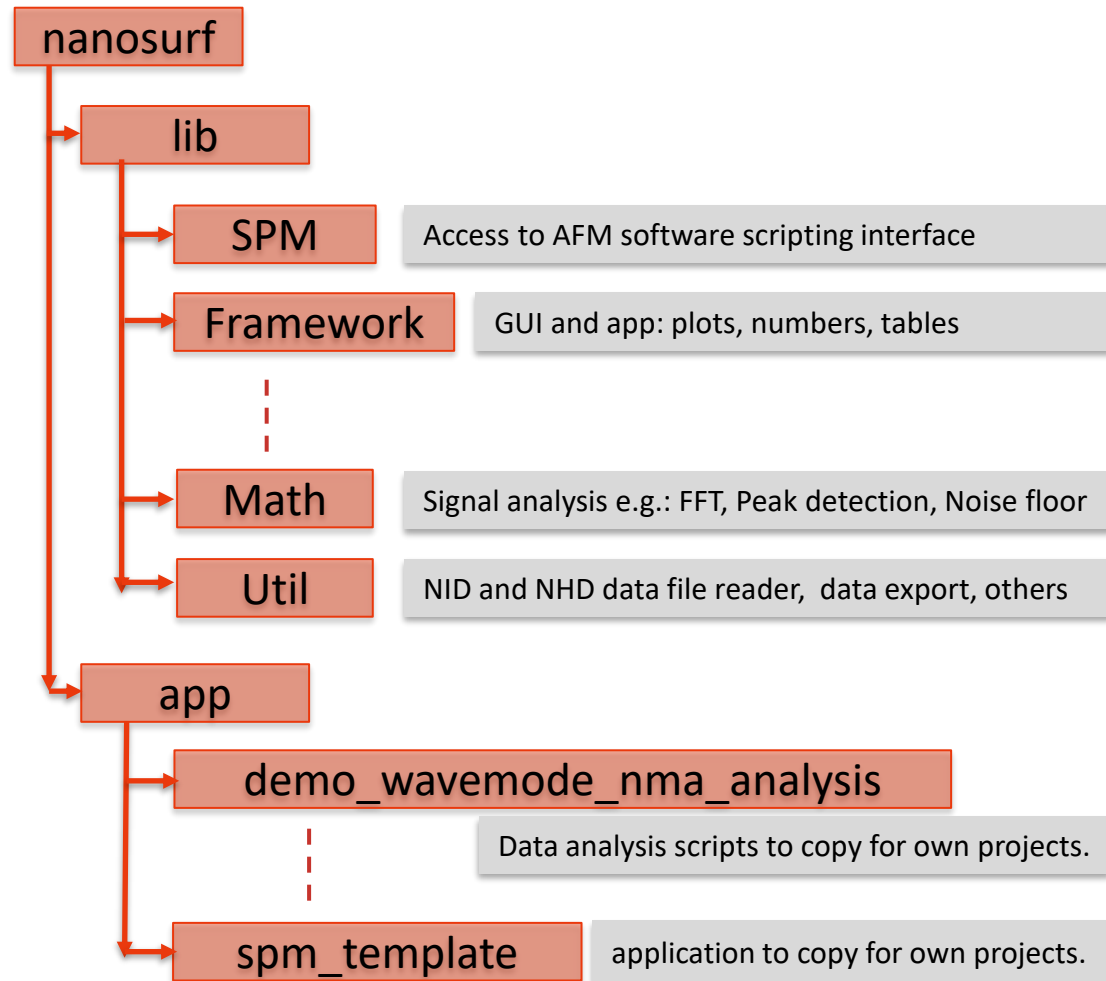 nanosurf
lib
SPM
Access to AFM software scripting interface
Framework
GUI and app: plots, numbers, tables
Math
Signal analysis e.g.: FFT, Peak detection, Noise floor
Util
NID and NHD data file reader,  data export, others
app
demo_wavemode_nma_analysis
Data analysis scripts to copy for own projects.
spm_template
application to copy for own projects.